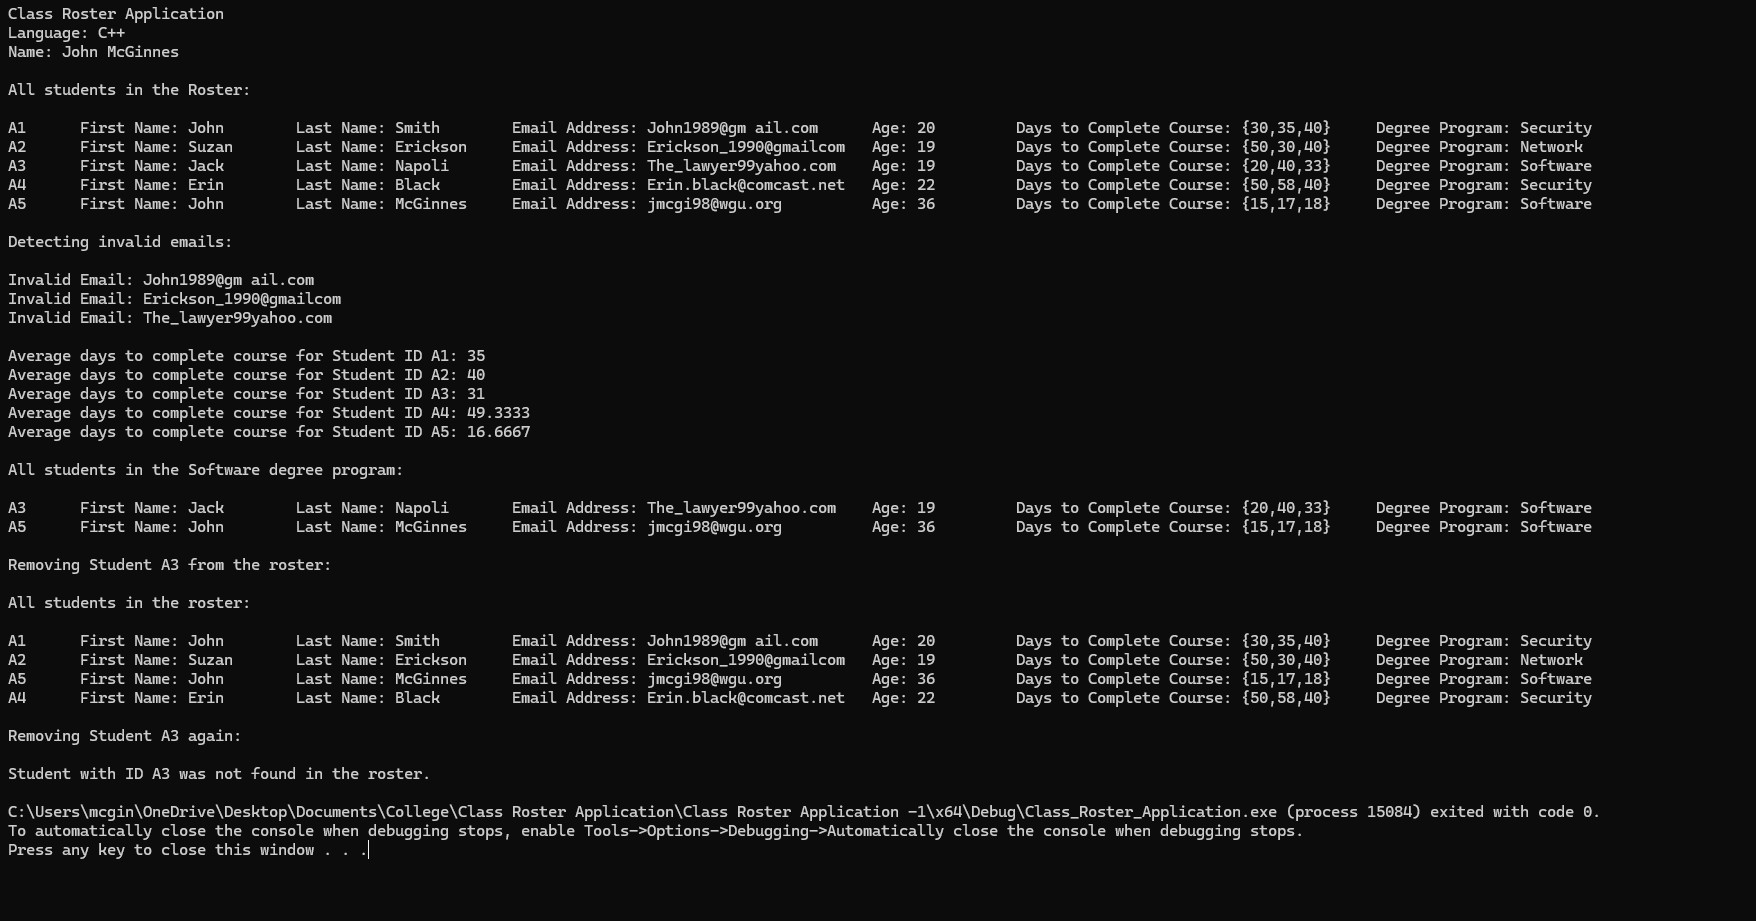 Class Roster Application
Language: C++
Name: John McGinnes
All students in the Roster:
A1 First Name: John Last Name: Smith Email Address: John1989@gm ail.com Age: 20 Days to Complete Course: {30,35,40} Degree Program: Security
A2 First Name: Suzan Last Name: Erickson Email Address: Erickson_1990@gmailcom Age: 19 Days to Complete Course: {50,30,40} Degree Program: Network
A3 First Name: Jack Last Name: Napoli Email Address: The_lawyer99yahoo.com Age: 19 Days to Complete Course: {20,40,33} Degree Program: Software
A4 First Name: Erin Last Name: Black Email Address: Erin.black@comcast.net Age: 22 Days to Complete Course: {50,58,40} Degree Program: Security
A5 First Name: John Last Name: McGinnes Email Address: jmcgi98@wgu.org Age: 36 Days to Complete Course: {15,17,18} Degree Program: Software
Detecting invalid emails:
Invalid Email: John1989@gm ail.com
Invalid Email: Erickson_1990@gmailcom
Invalid Email: The_lawyer99yahoo.com
Average days to complete course for Student ID A1: 35
Average days to complete course for Student ID A2: 40
Average days to complete course for Student ID A3: 31
Average days to complete course for Student ID A4: 49.3333
Average days to complete course for Student ID A5: 16.6667
All students in the Software degree program:
A3 First Name: Jack Last Name: Napoli Email Address: The_lawyer99yahoo.com Age: 19 Days to Complete Course: {20,40,33} Degree Program: Software
A5 First Name: John Last Name: McGinnes Email Address: jmcgi98@wgu.org Age: 36 Days to Complete Course: {15,17,18} Degree Program: Software
Removing Student A3 from the roster:
All students in the roster:
A1 First Name: John Last Name: Smith Email Address: John1989@gm ail.com Age: 20 Days to Complete Course: {30,35,40} Degree Program: Security
A2 First Name: Suzan Last Name: Erickson Email Address: Erickson_1990@gmailcom Age: 19 Days to Complete Course: {50,30,40} Degree Program: Network
A5 First Name: John Last Name: McGinnes Email Address: jmcgi98@wgu.org Age: 36 Days to Complete Course: {15,17,18} Degree Program: Software
A4 First Name: Erin Last Name: Black Email Address: Erin.black@comcast.net Age: 22 Days to Complete Course: {50,58,40} Degree Program: Security
Removing Student A3 again:
Student with ID A3 was not found in the roster.
C:\Users\mcgin\OneDrive\Desktop\Documents\College\Class Roster Application\Class Roster Application -1\x64\Debug\Class_Roster_Application.exe (process 15084) exited with code 0.
To automatically close the console when debugging stops, enable Tools->Options->Debugging->Automatically close the console when debugging stops.
Press any key to close this window . . .